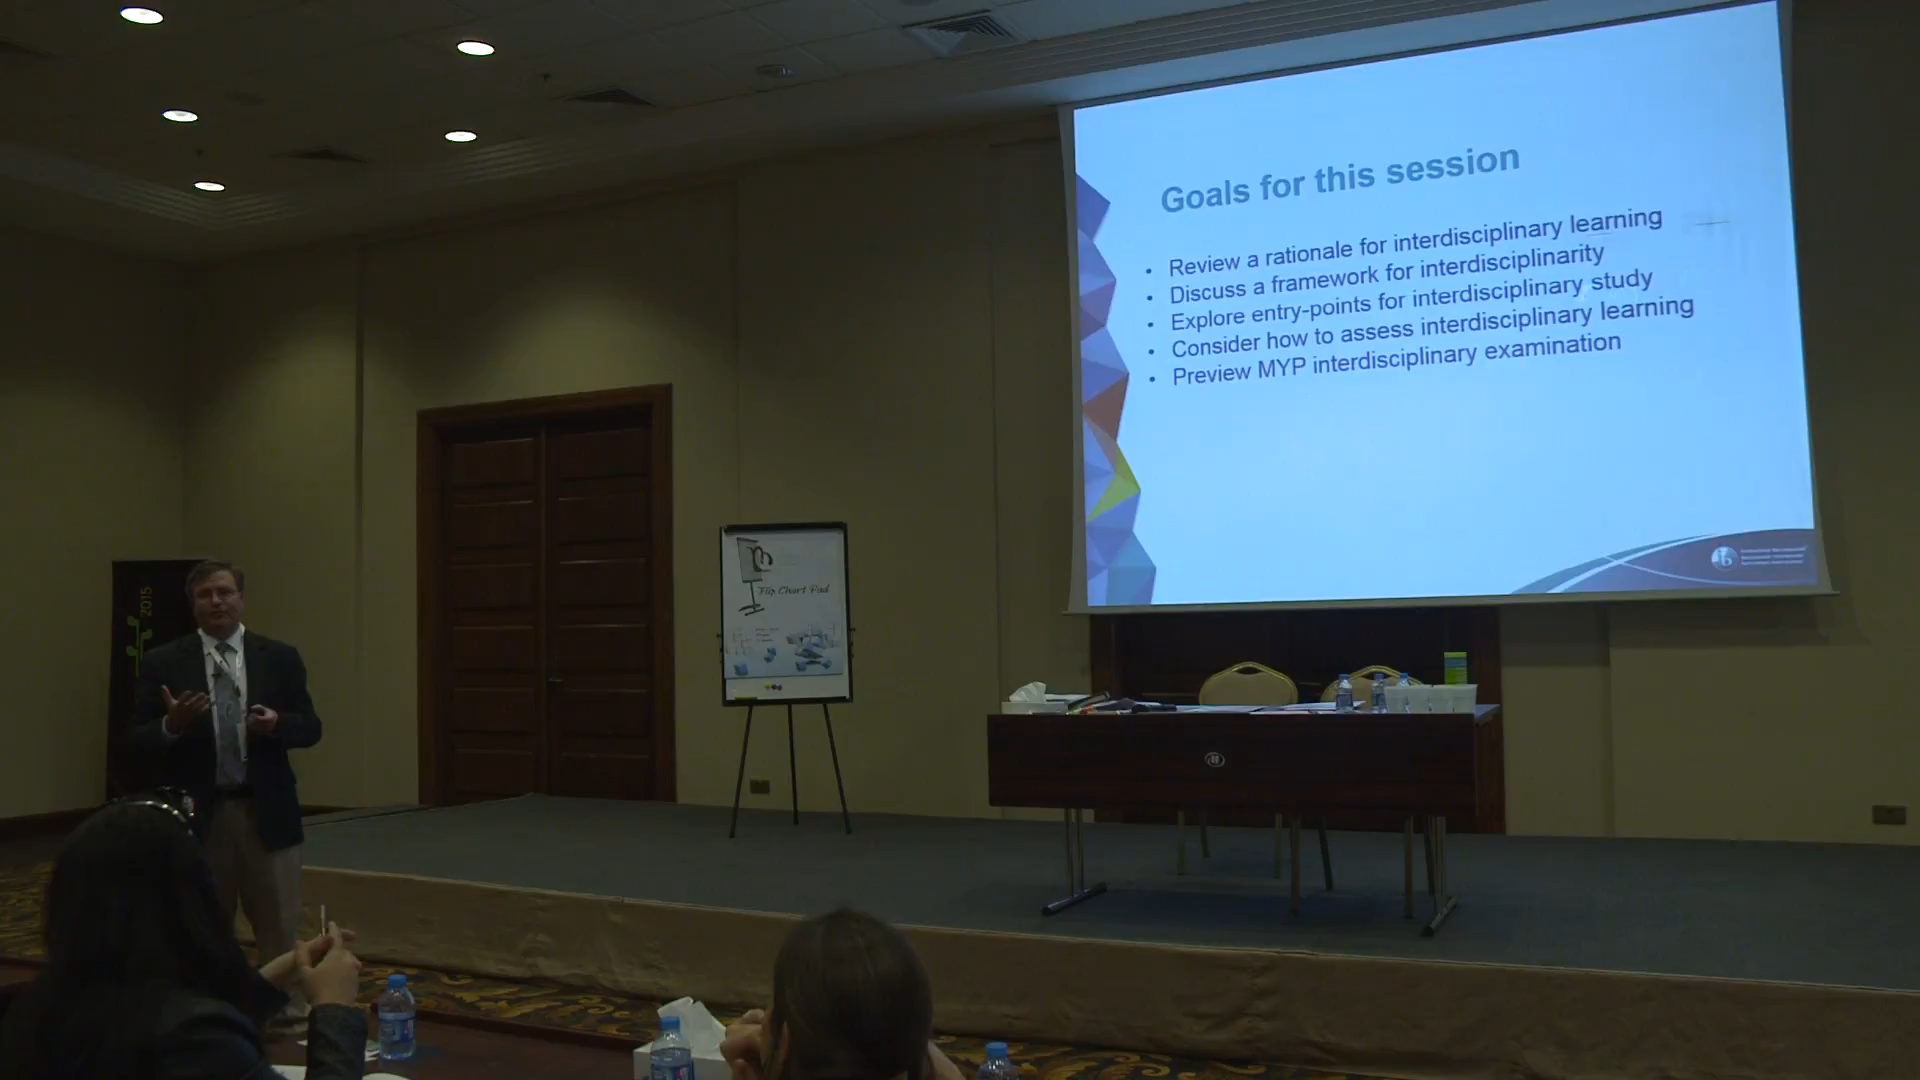 Goals for this session
• Review a rationale for interdisciplinary learning
• Discuss a framework for interdisciplinarity
• Explore entry-points for interdisciplinary study
• Consider how to assess interdisciplinary learning
• Preview MYP interdisciplinary examination
2015
Flip Chart Pad